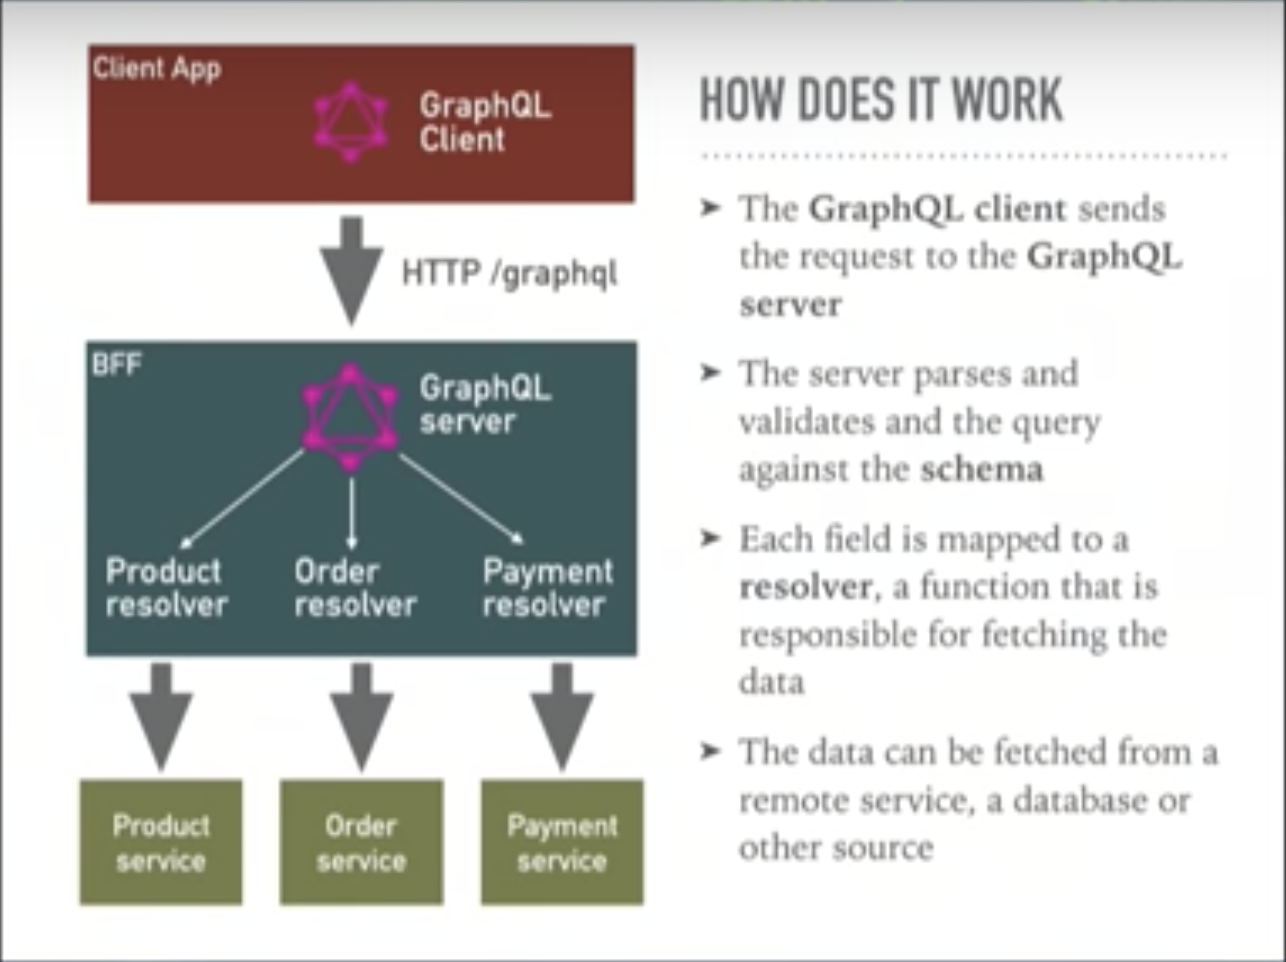 Client App
GraphQL
Client
HTTP /graphql
BFF
GraphQL
server
Product
resolver
Order
resolver
Payment
resolver
Product
service
Order
service
Payment
service
HOW DOES IT WORK
➤ The GraphQL client sends
the request to the GraphQL
server
➤ The server parses and
validates and the query
against the schema
➤ Each field is mapped to a
resolver, a function that is
responsible for fetching the
data
➤ The data can be fetched from a
remote service, a database or
other source